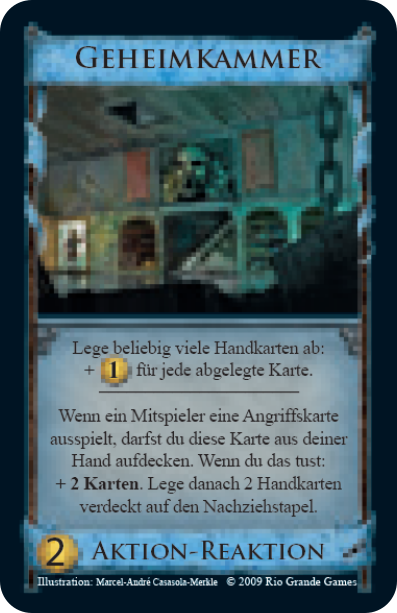 GEHEIMKAMMER
Lege beliebig viele Handkarten ab:
+ 1 für jede abgelegte Karte.
Wenn ein Mitspieler eine Angriffskarte
ausspielt, darfst du diese Karte aus deiner
Hand aufdecken. Wenn du das tust:
+ 2 Karten. Lege danach 2 Handkarten
verdeckt auf den Nachziehstapel.
2 AKTION-REAKTION
Illustration: Marcel-André Casasola-Merkle © 2009 Rio Grande Games